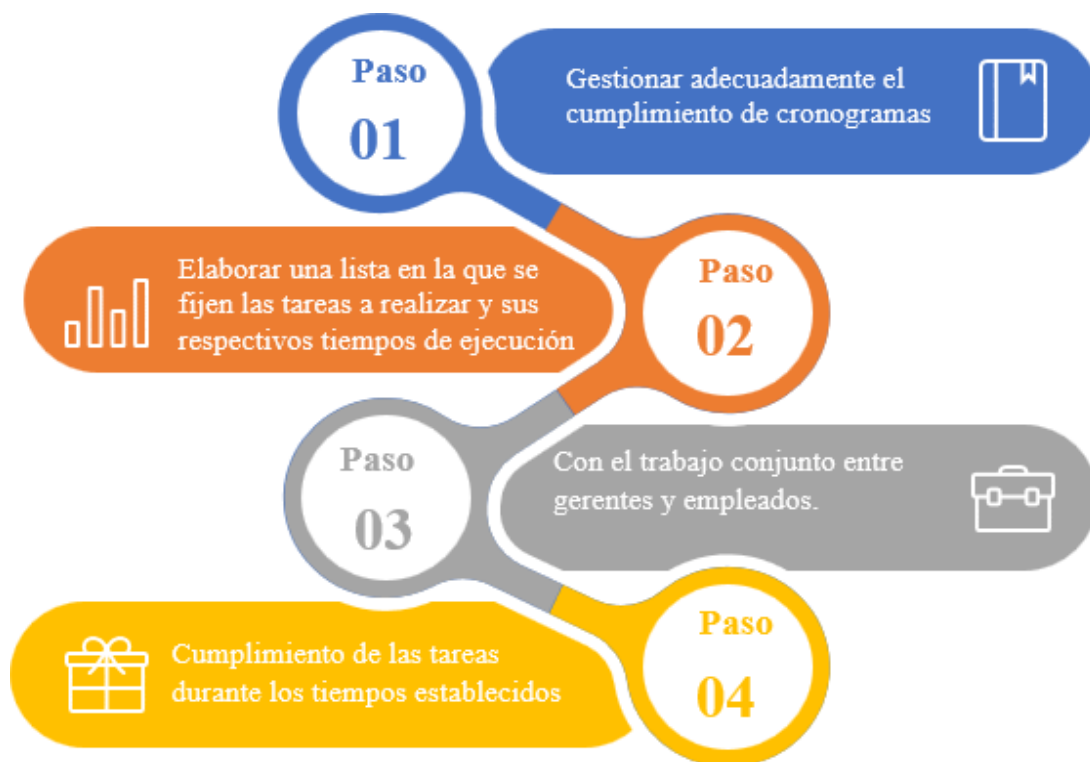 Paso
01
Gestionar adecuadamente el
cumplimiento de cronogramas
Elaborar una lista en la que se
fijen las tareas a realizar y sus
respectivos tiempos de ejecución
Paso
02
Paso
03
Con el trabajo conjunto entre
gerentes y empleados.
Cumplimiento de las tareas
durante los tiempos establecidos
Paso
04